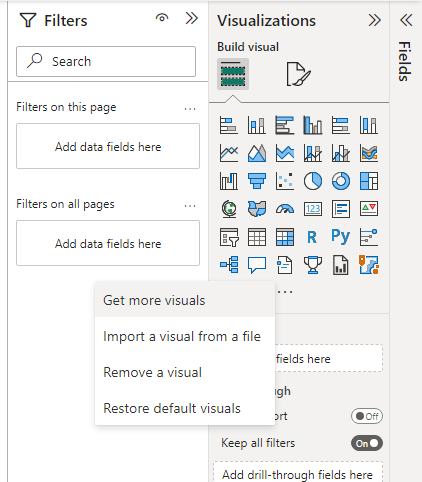 Filters
Search
Filters on this page
...
Add data fields here
Filters on all pages
...
Add data fields here
Visualizations
Build visual
123
R
Py
...
Get more visuals
Import a visual from a file
Remove a visual
Restore default visuals
fields here
Off
Keep all filters
On
Add drill-through fields here
Fields